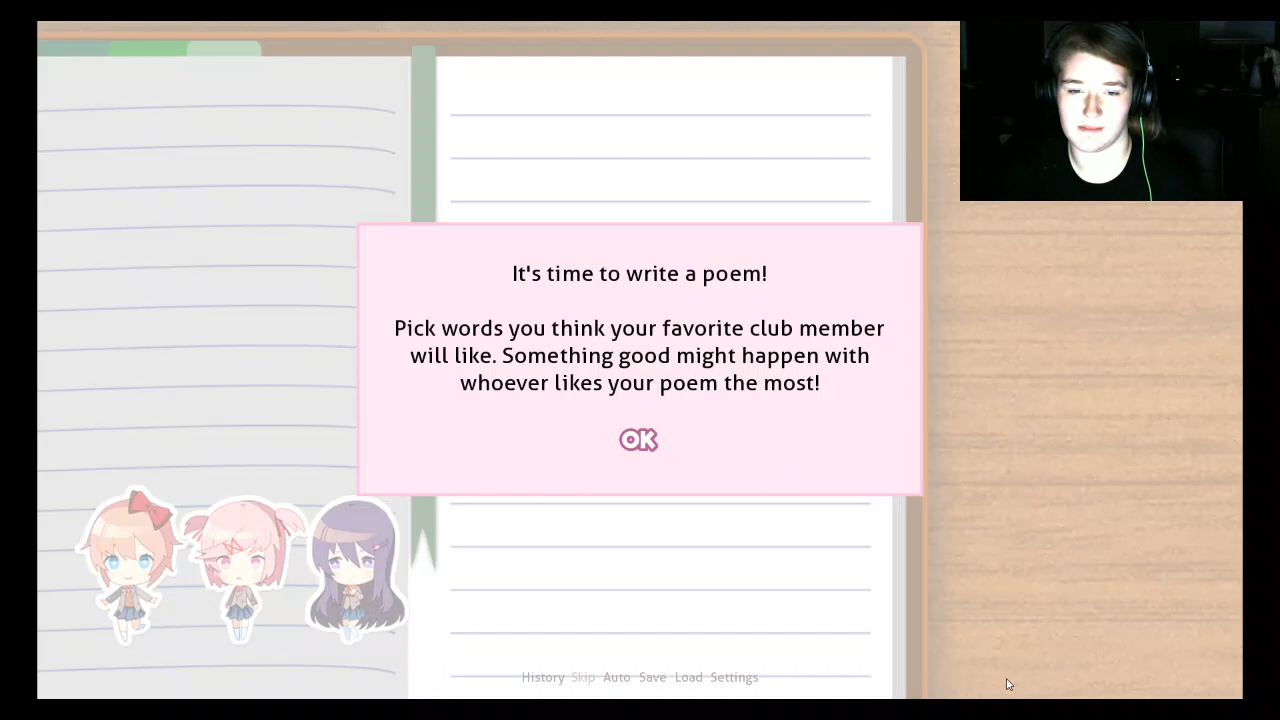 It's time to write a poem!
Pick words you think your favorite club member
will like. Something good might happen with
whoever likes your poem the most!
OK
History Skip Auto Save Load Settings